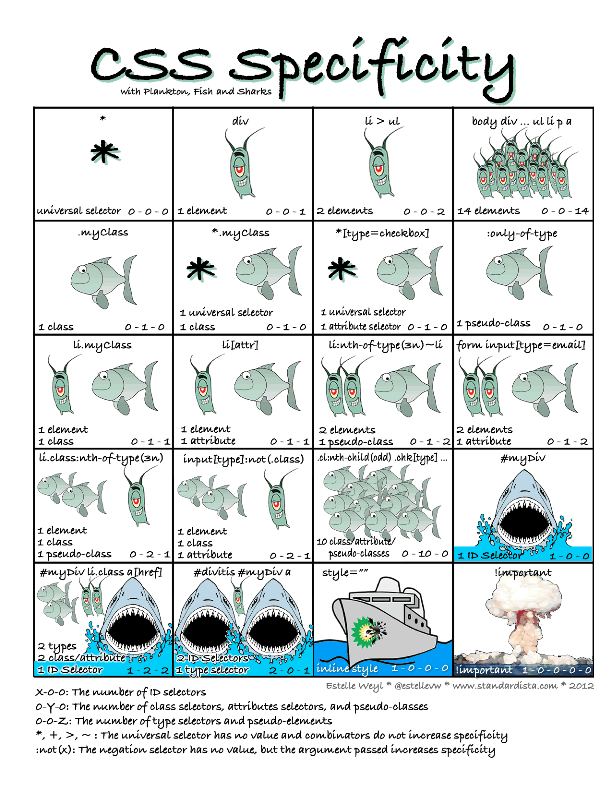 CSS Specificity
with Plankton, Fish and Sharks
*
*
universal selector 0-0-0
div
1 element 0-0-1
li > ul
2 elements 0-0-2
body div ... ul li p a
14 elements 0-0-14
.myClass
1 class 0-1-0
*.myClass
*
1 universal selector
1 class 0-1-0
*[type=checkbox]
*
1 universal selector
1 attribute selector 0-1-0
:only-of-type
1 pseudo-class 0-1-0
li.myClass
1 element
1 class 0-1-1
li[attr]
1 element
1 attribute 0-1-1
li:nth-of-type(3n)~li
2 elements
1 pseudo-class 0-1-2
form input[type=email]
2 elements
1 attribute 0-1-2
li.class:nth-of-type(3n)
1 element
1 class
1 pseudo-class 0-2-1
input[type]:not(.class)
1 element
1 class
1 attribute 0-2-1
.cl:nth-child(odd) .chk[type] ...
10 class/attribute/
pseudo-classes 0-10-0
#myDiv
1 ID Selector 1-0-0
#myDiv li.class a[href]
2 types
2 class/attribute
1 ID Selector 1-2-2
#divitis #myDiv a
2 ID Selectors
1 type selector 2-0-1
style=""
inline style 1-0-0-0
!important
!important 1-0-0-0-0
Estelle Weyl * @estellevw * www.standardista.com * 2012
X-0-0: The number of ID selectors
0-Y-0: The number of class selectors, attributes selectors, and pseudo-classes
0-0-Z,: The number of type selectors and pseudo-elements
*, +, >, ~ : The universal selector has no value and combinators do not increase specificity
:not(x): The negation selector has no value, but the argument passed increases specificity